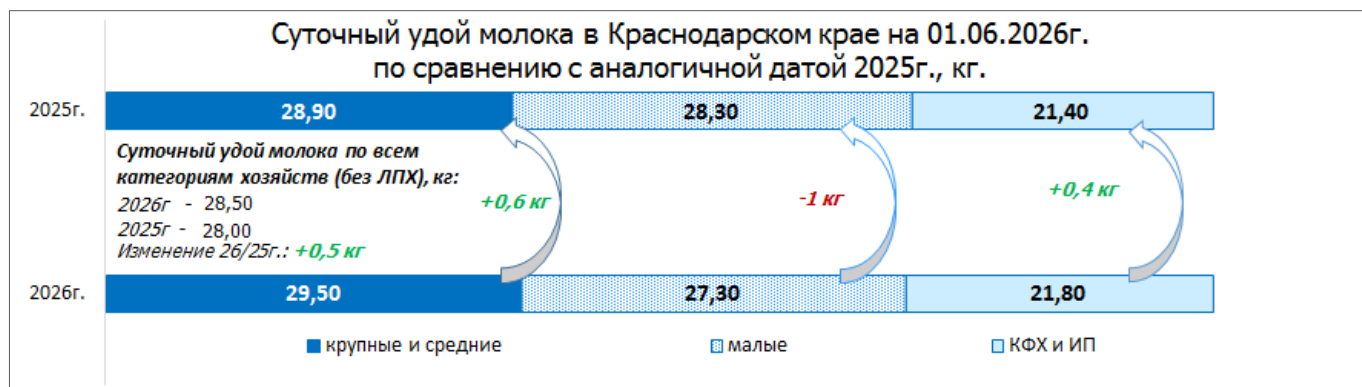 Суточный удой молока в Краснодарском крае на 01.06.2026г.
по сравнению с аналогичной датой 2025г., кг.
2025г.
28,90
28,30
21,40
Суточный удой молока по всем
категориям хозяйств (без ЛПХ), кг:
2026г - 28,50
2025г - 28,00
Изменение 26/25г.: +0,5 кг
+0,6 кг
-1 кг
+0,4 кг
2026г.
29,50
27,30
21,80
крупные и средние
малые
КФХ и ИП